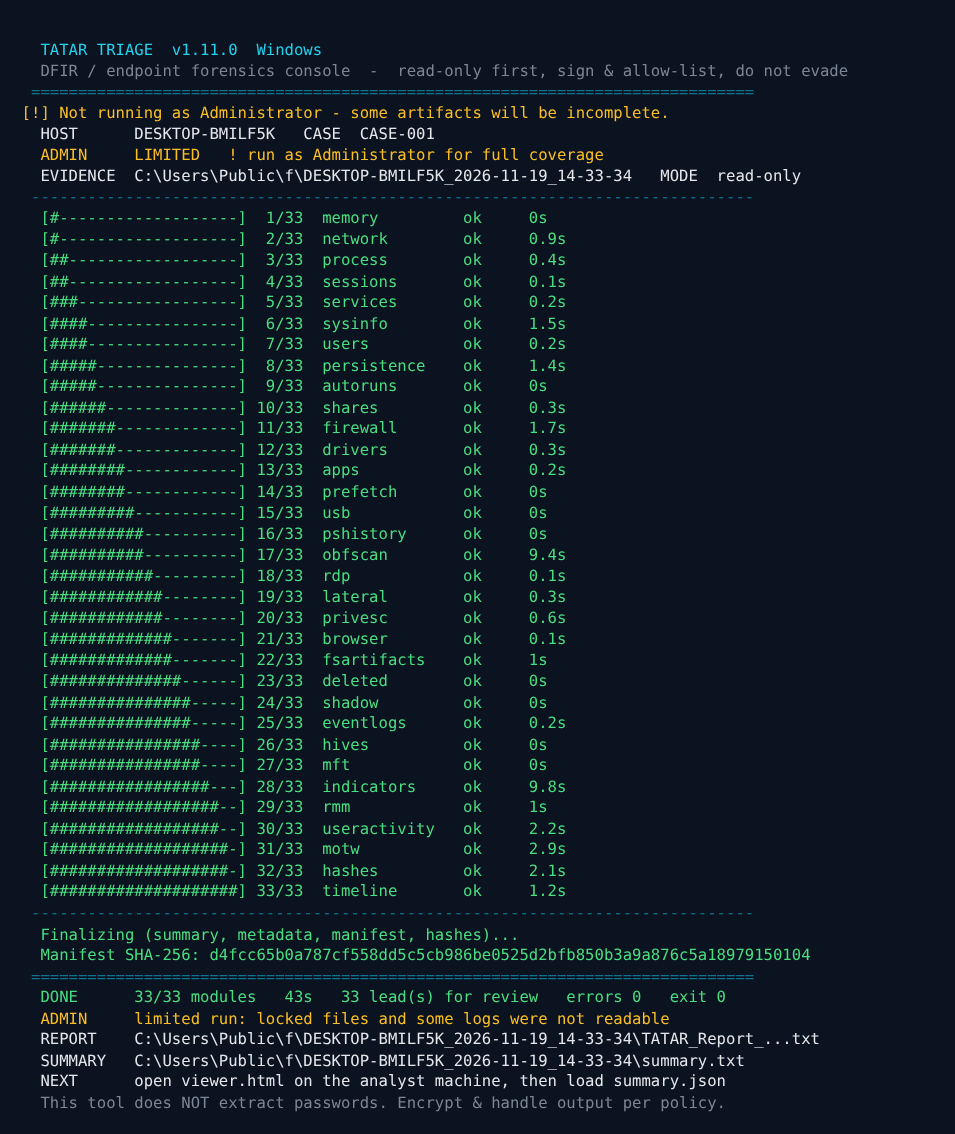 TATAR TRIAGE  v1.11.0  Windows
DFIR / endpoint forensics console  -  read-only first, sign & allow-list, do not evade
=============================================================================
[!] Not running as Administrator - some artifacts will be incomplete.
HOST      DESKTOP-BMILF5K   CASE  CASE-001
ADMIN     LIMITED   ! run as Administrator for full coverage
EVIDENCE  C:\Users\Public\f\DESKTOP-BMILF5K_2026-11-19_14-33-34   MODE  read-only
-----------------------------------------------------------------------------
[#-------------------]  1/33  memory         ok     0s
[#-------------------]  2/33  network        ok     0.9s
[##------------------]  3/33  process        ok     0.4s
[##------------------]  4/33  sessions       ok     0.1s
[###-----------------]  5/33  services       ok     0.2s
[####----------------]  6/33  sysinfo        ok     1.5s
[####----------------]  7/33  users          ok     0.2s
[#####---------------]  8/33  persistence    ok     1.4s
[#####---------------]  9/33  autoruns       ok     0s
[######--------------] 10/33  shares         ok     0.3s
[#######-------------] 11/33  firewall       ok     1.7s
[#######-------------] 12/33  drivers        ok     0.3s
[########------------] 13/33  apps           ok     0.2s
[########------------] 14/33  prefetch       ok     0s
[#########-----------] 15/33  usb            ok     0s
[##########----------] 16/33  pshistory      ok     0s
[##########----------] 17/33  obfscan        ok     9.4s
[###########---------] 18/33  rdp            ok     0.1s
[############--------] 19/33  lateral        ok     0.3s
[############--------] 20/33  privesc        ok     0.6s
[#############-------] 21/33  browser        ok     0.1s
[#############-------] 22/33  fsartifacts    ok     1s
[##############------] 23/33  deleted        ok     0s
[###############-----] 24/33  shadow         ok     0s
[###############-----] 25/33  eventlogs      ok     0.2s
[################----] 26/33  hives          ok     0s
[################----] 27/33  mft            ok     0s
[#################---] 28/33  indicators     ok     9.8s
[##################--] 29/33  rmm            ok     1s
[##################--] 30/33  useractivity   ok     2.2s
[###################-] 31/33  motw           ok     2.9s
[###################-] 32/33  hashes         ok     2.1s
[####################] 33/33  timeline       ok     1.2s
-----------------------------------------------------------------------------
Finalizing (summary, metadata, manifest, hashes)...
Manifest SHA-256: d4fcc65b0a787cf558dd5c5cb986be0525d2bfb850b3a9a876c5a18979150104
=============================================================================
DONE      33/33 modules   43s   33 lead(s) for review   errors 0   exit 0
ADMIN     limited run: locked files and some logs were not readable
REPORT    C:\Users\Public\f\DESKTOP-BMILF5K_2026-11-19_14-33-34\TATAR_Report_...txt
SUMMARY   C:\Users\Public\f\DESKTOP-BMILF5K_2026-11-19_14-33-34\summary.txt
NEXT      open viewer.html on the analyst machine, then load summary.json
This tool does NOT extract passwords. Encrypt & handle output per policy.